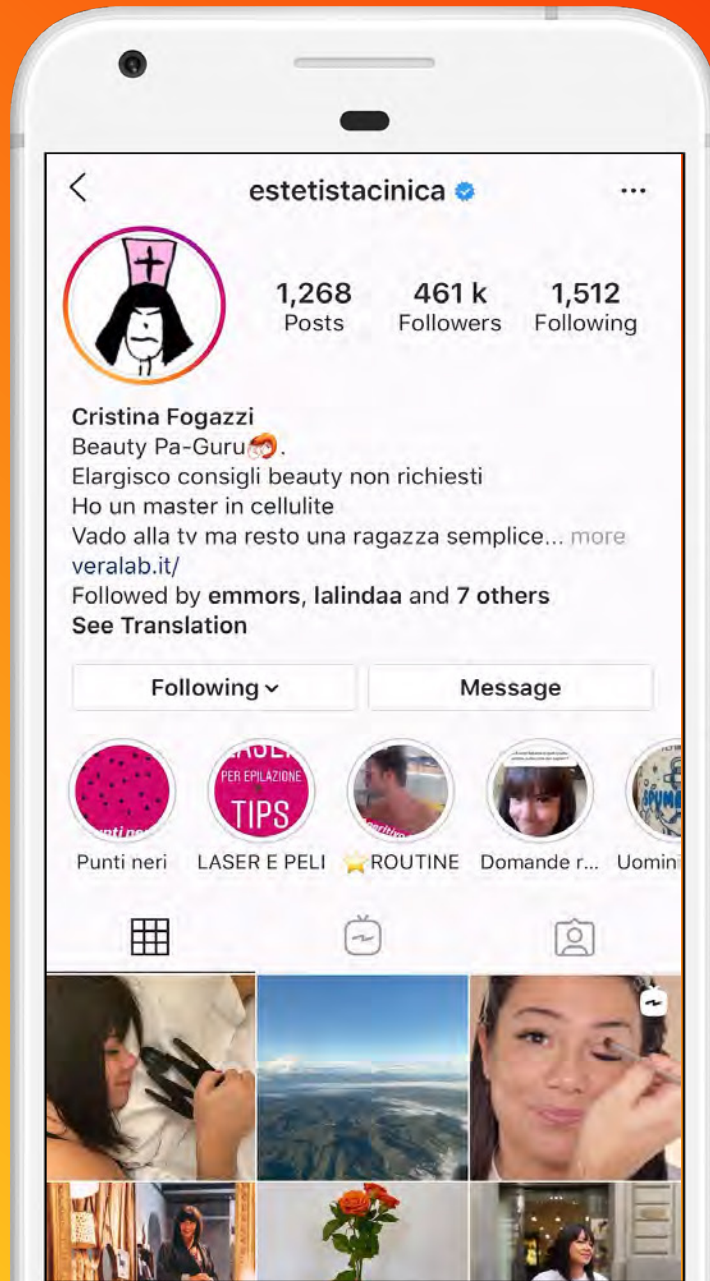 estetistacinica
1,268 461 k 1,512
Posts Followers Following
Cristina Fogazzi
Beauty Pa-Guru.
Elargisco consigli beauty non richiesti
Ho un master in cellulite
Vado alla tv ma resto una ragazza semplice... more
veralab.it/
Followed by emmors, lalindaa and 7 others
See Translation
Following Message
PER EPILAZIONE
TIPS
Punti neri LASER E PELI ROUTINE Domande r... Uomini